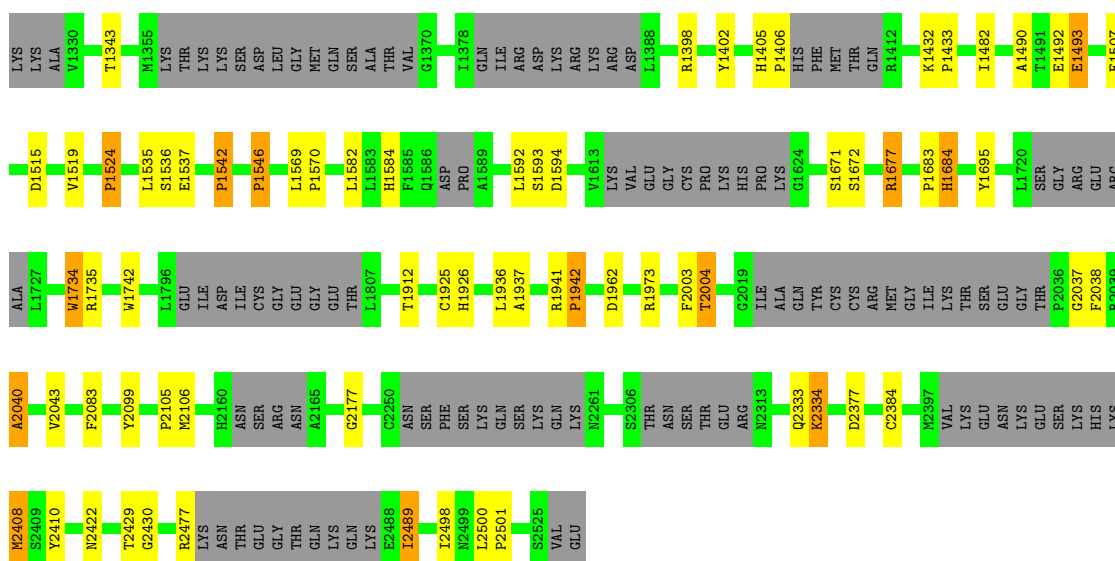 LYS LYS ALA V1330 T1343 M1355 LYS THR LYS LYS SER ASP LEU GLY MET GLN SER ALA THR VAL G1370 I1378 GLN ILE ARG ASP LYS ARG LYS ARG ASP L1388 R1398 Y1402 H1405 P1406 HIS PHE MET THR GLN R1412 K1432 P1433 I1482 A1490 T1491 E1492 E1493
D1515 V1519 P1524 L1535 S1536 E1537 P1542 P1546 L1569 P1570 L1582 L1583 H1584 F1585 Q1586 ASP PRO A1589 L1592 S1593 D1594 V1613 LYS VAL GLU GLY CYS PRO LYS HIS PRO LYS G1624 S1671 S1672 R1677 P1683 H1684 Y1695 L1720 SER GLY ARG GLU ARG
ALA L1727 W1734 R1735 W1742 L1796 GLU ILE ASP ILE CYS GLY GLU GLY GLU THR L1807 T1912 C1925 H1926 L1936 A1937 R1941 P1942 D1962 R1973 F2003 T2004 G2019 ILE ALA GLN TYR CYS CYS ARG MET GLY ILE LYS THR SER GLU GLY THR P2036 G2037 F2038
A2040 V2043 F2083 Y2099 P2105 M2106 H2160 ASN SER ARG ASN A2165 G2177 C2250 ASN SER PHE SER LYS GLN SER LYS GLN LYS N2261 S2306 THR ASN SER THR GLU ARG N2313 Q2333 K2334 D2377 C2384 M2397 VAL LYS GLU ASN LYS GLU SER LYS HIS LYS
M2408 S2409 Y2410 N2422 T2429 G2430 R2477 LYS ASN THR GLU GLY THR GLN LYS GLN LYS E2488 I2489 I2498 N2499 L2500 P2501 S2525 VAL GLU